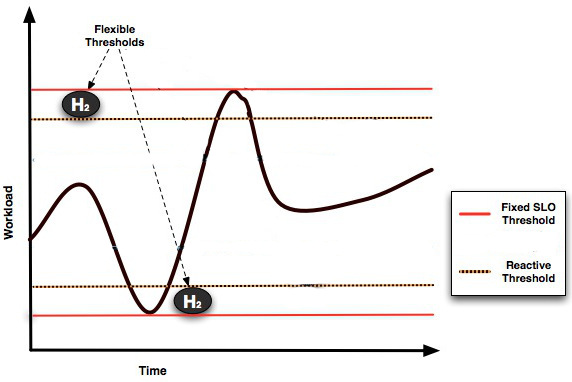 Flexible
Thresholds
H₂
H₂
Workload
Time
Fixed SLO
Threshold
Reactive
Threshold